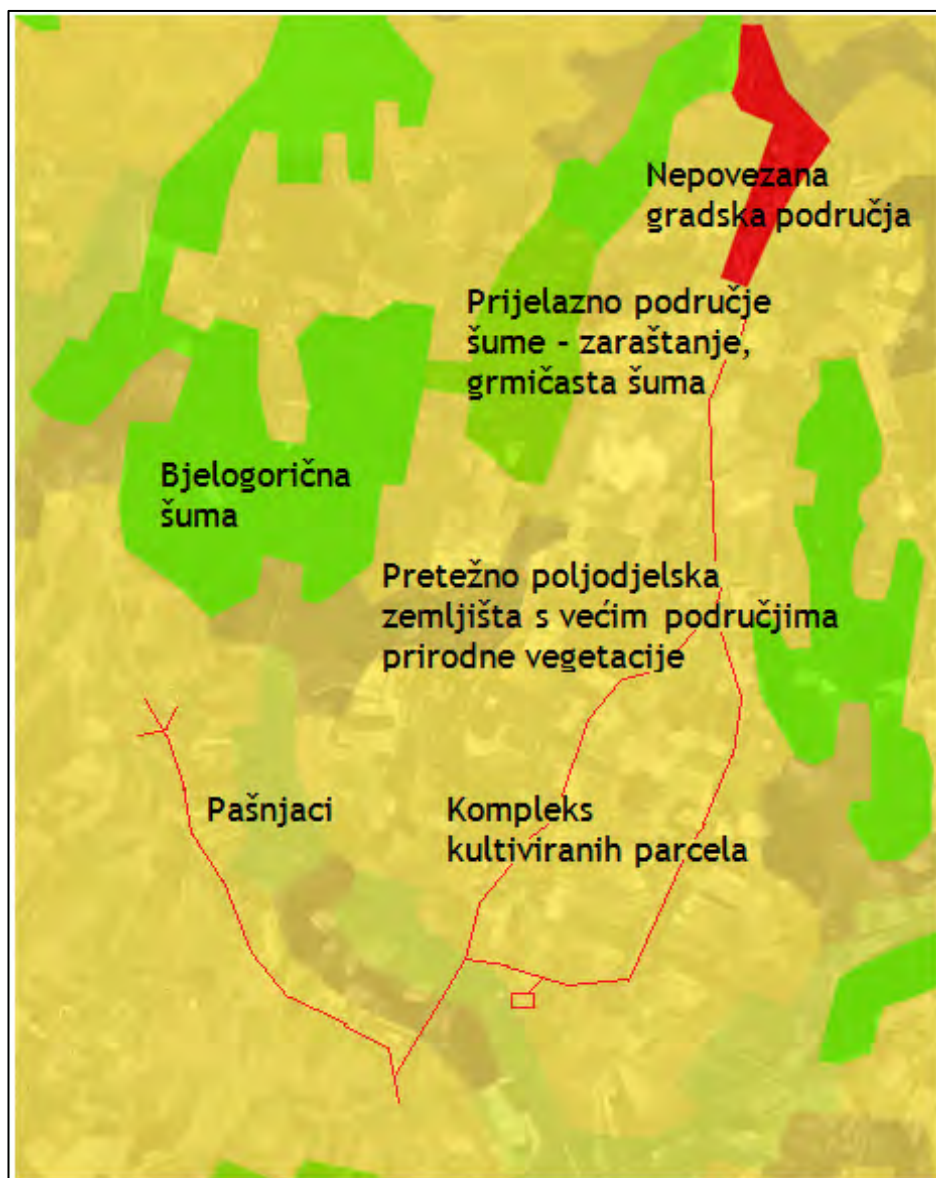 Nepovezana
gradska područja
Prijelazno područje
šume - zaraštanje,
grmičasta šuma
Bjelogorična
šuma
Pretežno poljodjelska
zemljišta s većim područjima
prirodne vegetacije
Pašnjaci
Kompleks
kultiviranih parcela